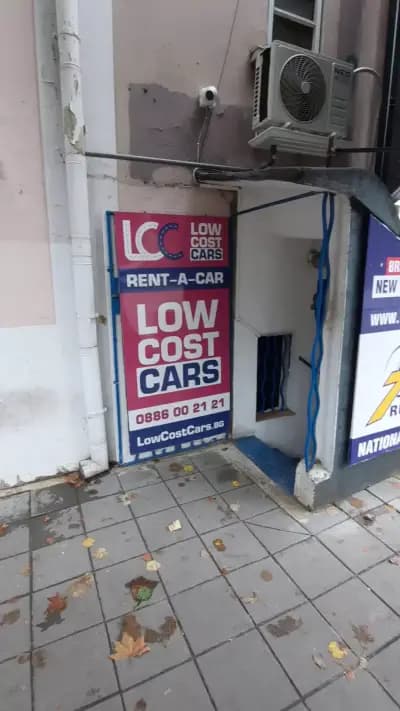 LCC
LOW
COST
CARS
RENT-A-CAR
LOW
COST
CARS
0886 00 21 21
LowCostCars.BG
NEW
WWW.
NATIONA